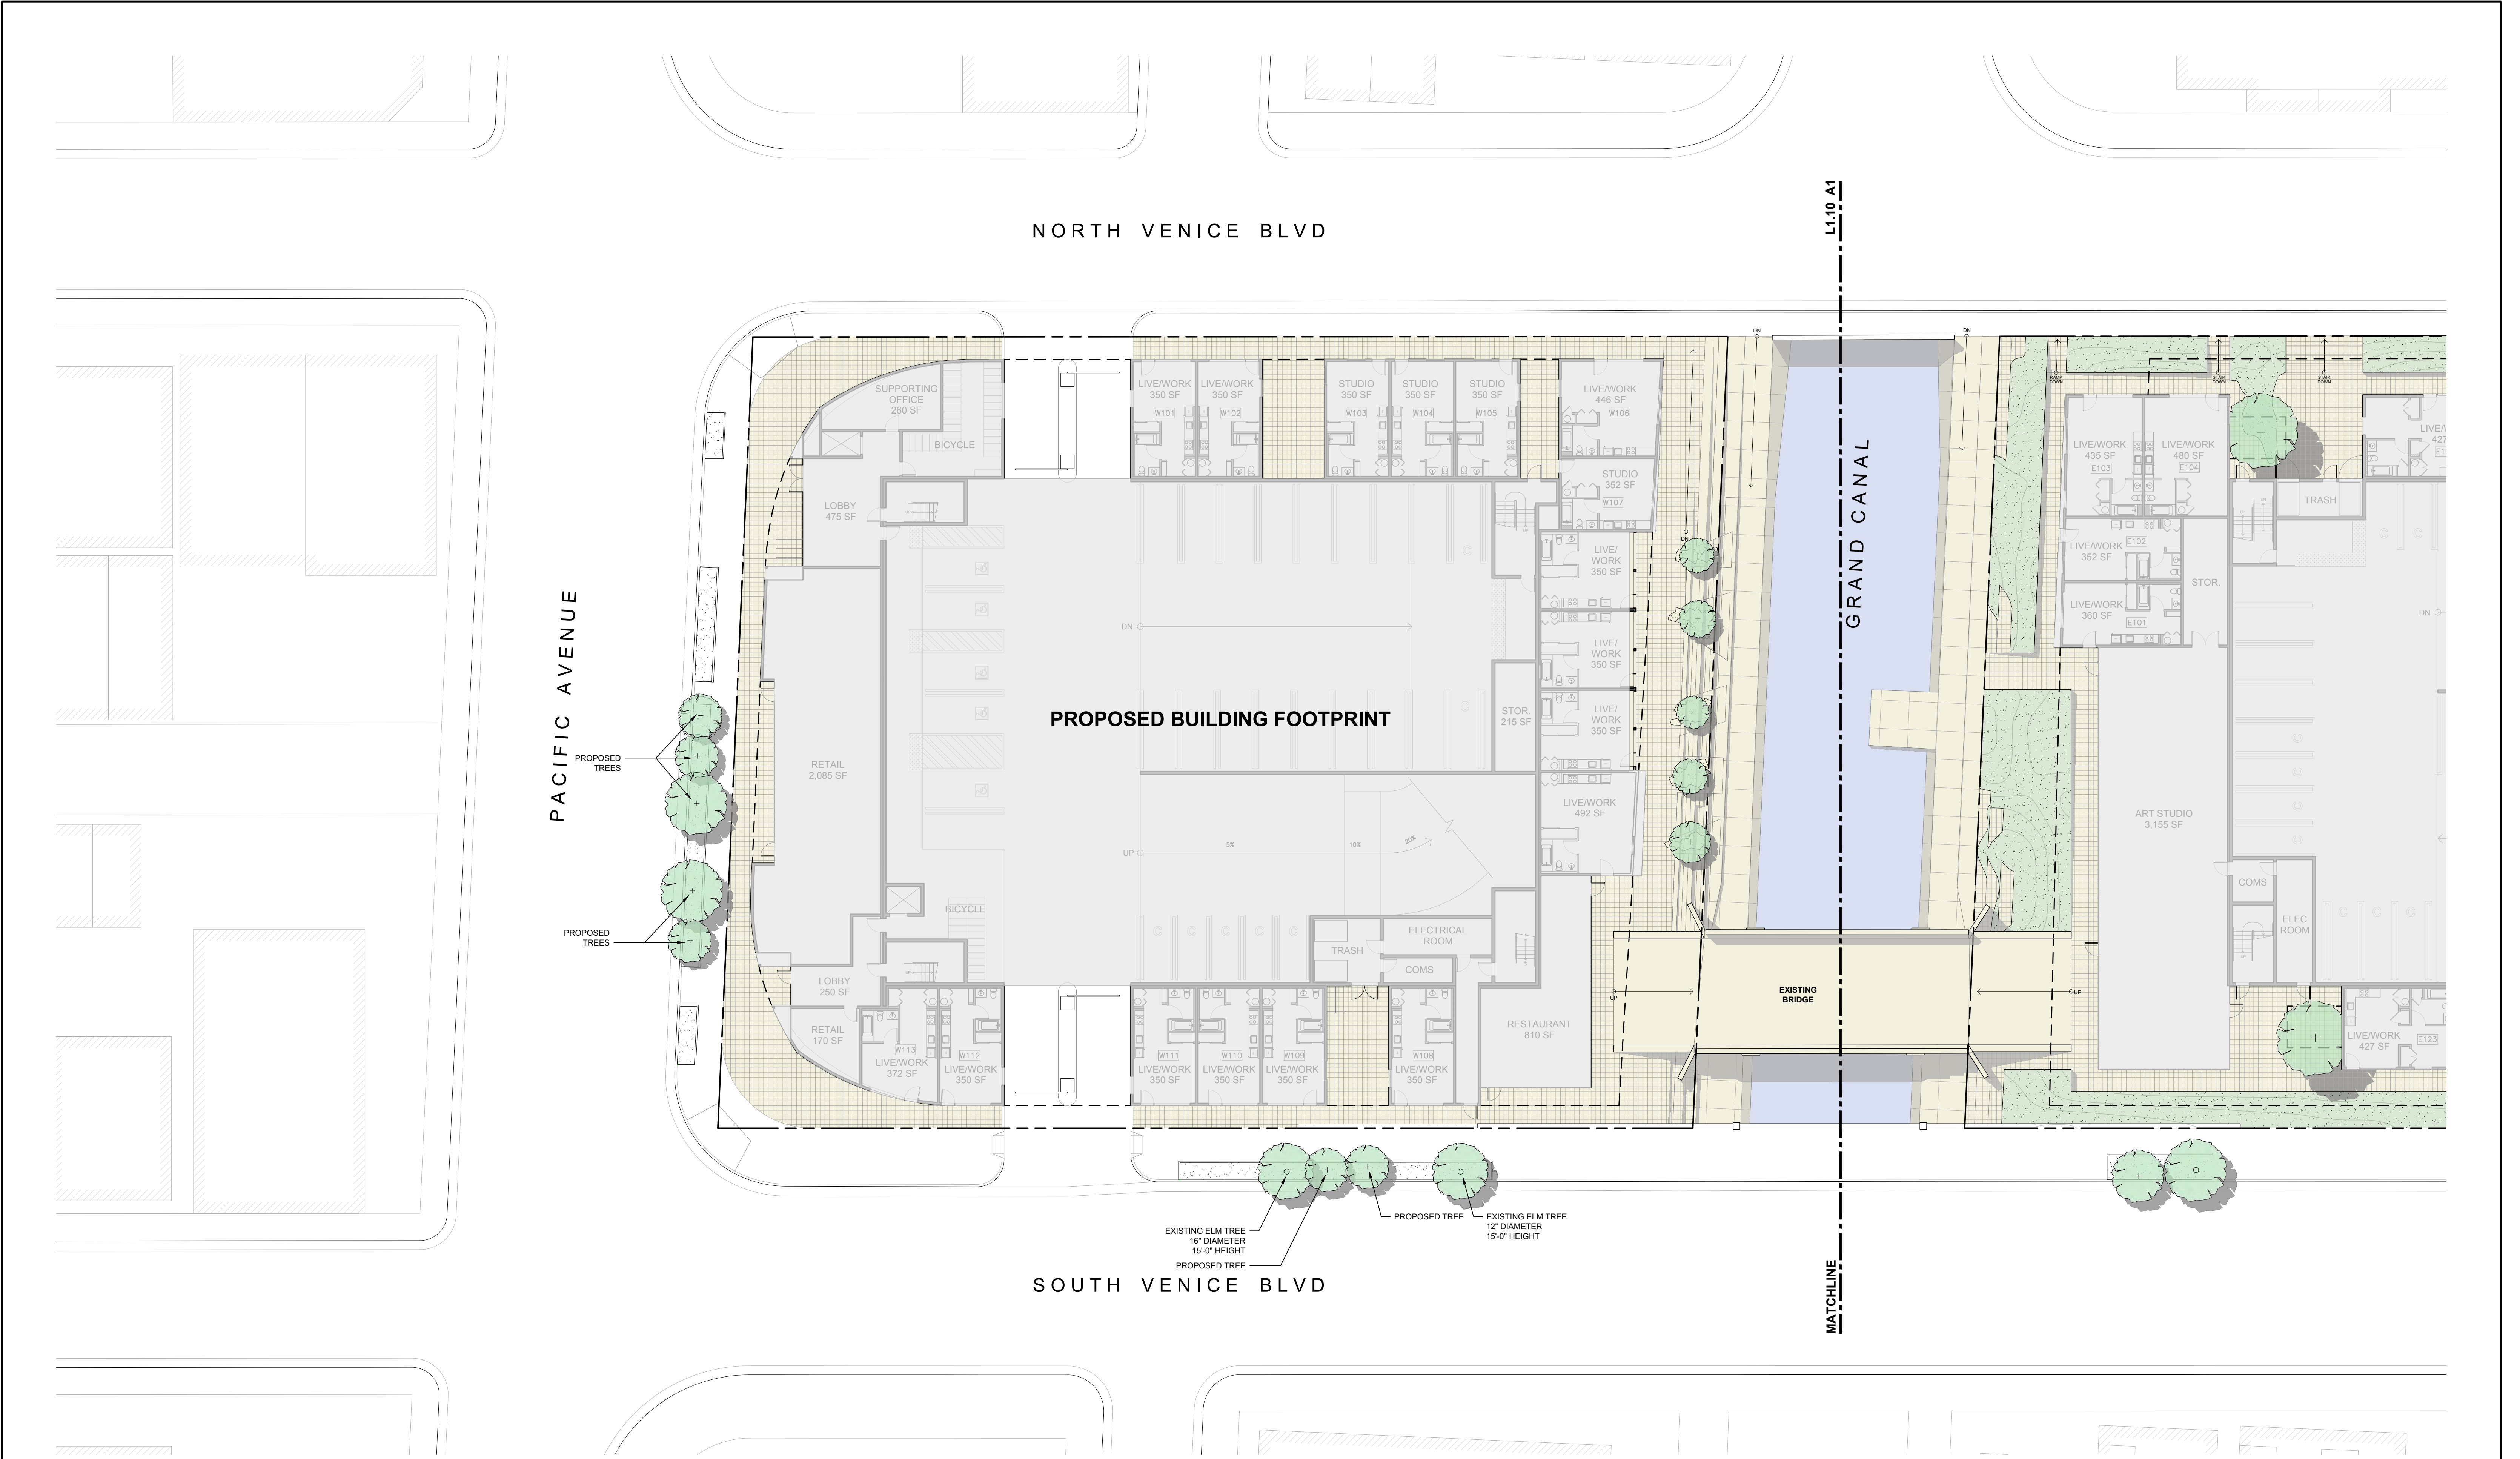 L1.10 A1
NORTH VENICE BLVD
DN
DN
SUPPORTING
OFFICE
260 SF
BICYCLE
LIVE/WORK
350 SF
W101
LIVE/WORK
350 SF
W102
STUDIO
350 SF
W103
STUDIO
350 SF
W104
STUDIO
350 SF
W105
LIVE/WORK
446 SF
W106
RAMP
DOWN
STAIR
DOWN
STAIR
DOWN
LIVE/WORK
435 SF
E103
LIVE/WORK
480 SF
E104
427
GRAND CANAL
STUDIO
352 SF
W107
LOBBY
475 SF
TRASH
DN
C
C
C
LIVE/
WORK
350 SF
LIVE/WORK
352 SF
E102
STOR.
LIVE/WORK
360 SF
E101
DN
DN
LIVE/
WORK
350 SF
PACIFIC AVENUE
PROPOSED
TREES
PROPOSED BUILDING FOOTPRINT
C
STOR.
215 SF
LIVE/
WORK
350 SF
C
C
C
C
C
RETAIL
2,085 SF
LIVE/WORK
492 SF
ART STUDIO
3,155 SF
UP
5%
10%
20%
COMS
BICYCLE
PROPOSED
TREES
C
C
C
C
TRASH
ELECTRICAL
ROOM
COMS
ELEC
ROOM
C
C
C
C
LOBBY
250 SF
UP
EXISTING
BRIDGE
UP
RETAIL
170 SF
W113
LIVE/WORK
372 SF
W112
LIVE/WORK
350 SF
W111
LIVE/WORK
350 SF
W110
LIVE/WORK
350 SF
W109
LIVE/WORK
350 SF
W108
LIVE/WORK
350 SF
RESTAURANT
810 SF
LIVE/WORK
427 SF
E123
EXISTING ELM TREE
16" DIAMETER
15'-0" HEIGHT
PROPOSED TREE
PROPOSED TREE
EXISTING ELM TREE
12" DIAMETER
15'-0" HEIGHT
SOUTH VENICE BLVD
MATCHLINE